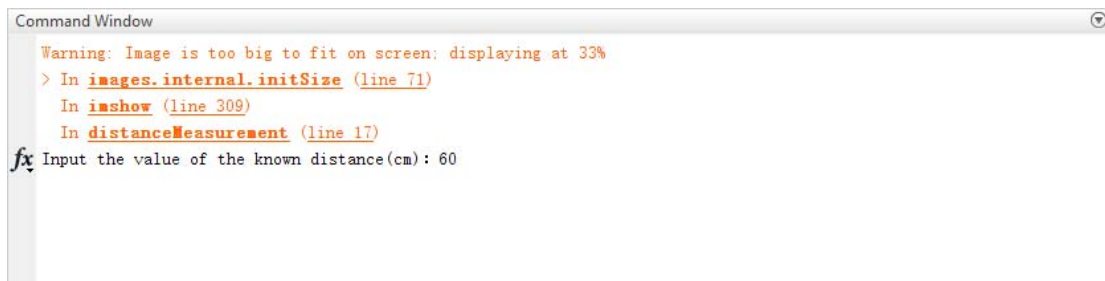 Command Window
Warning: Image is too big to fit on screen; displaying at 33%
> In images.internal.initSize (line 71)
In imshow (line 309)
In distanceMeasurement (line 17)
fx Input the value of the known distance(cm): 60